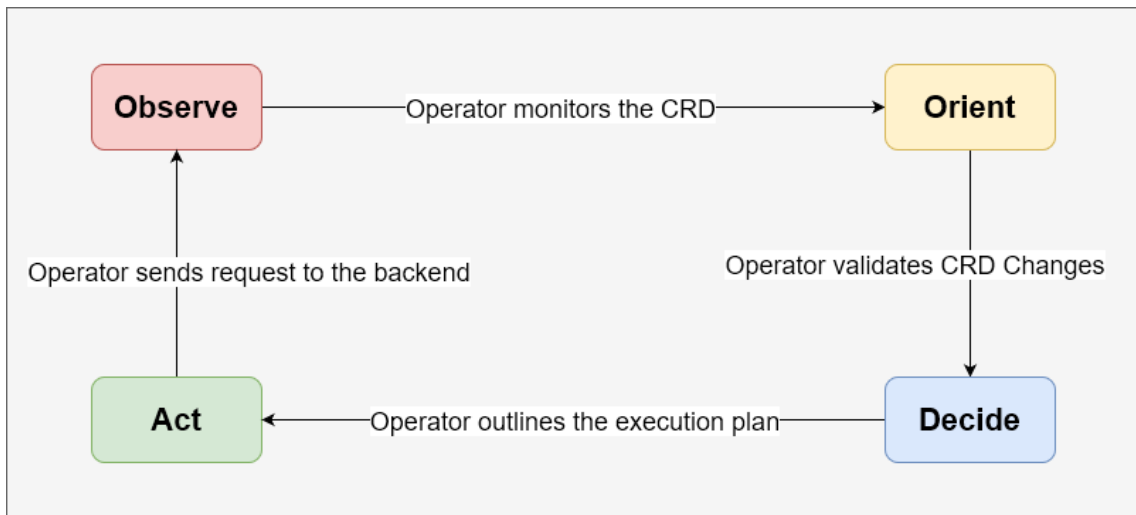 Observe
Operator monitors the CRD
Orient
Operator sends request to the backend
Operator validates CRD Changes
Act
Operator outlines the execution plan
Decide